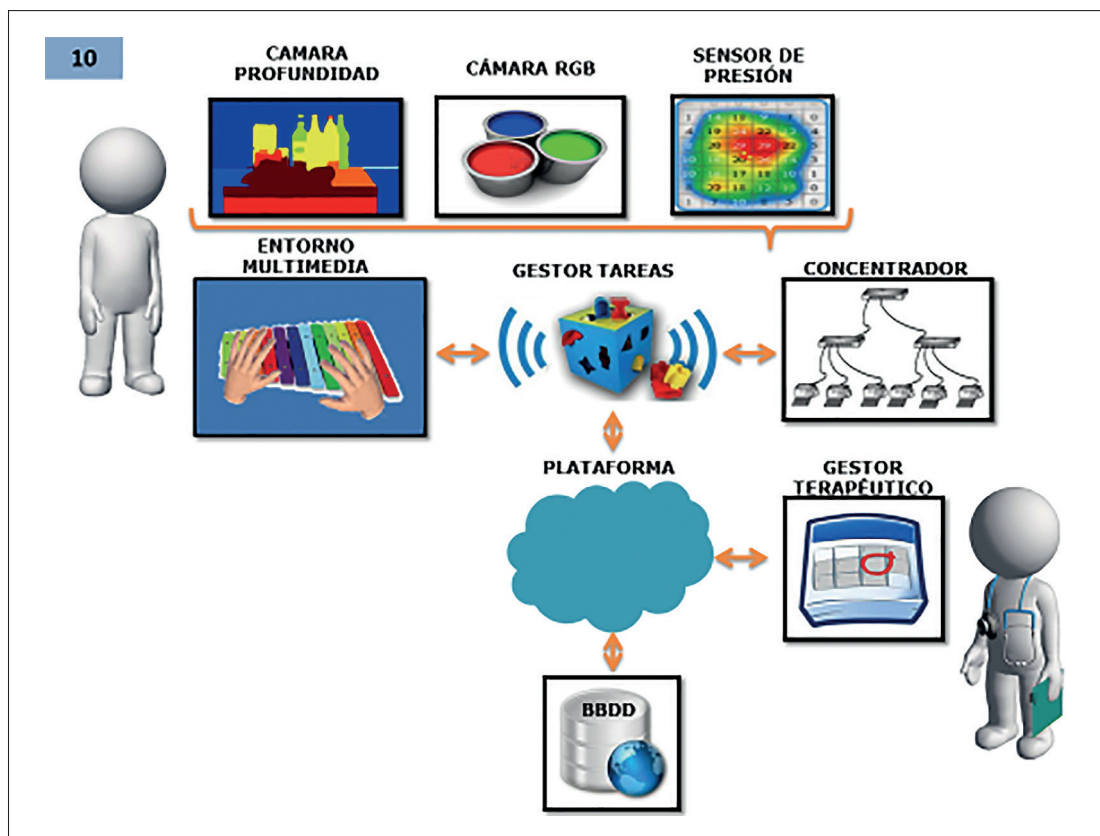 10
CAMARA
PROFUNDIDAD
CÁMARA RGB
SENSOR DE
PRESIÓN
ENTORNO
MULTIMEDIA
GESTOR TAREAS
CONCENTRADOR
PLATAFORMA
GESTOR
TERAPÉUTICO
BBDD